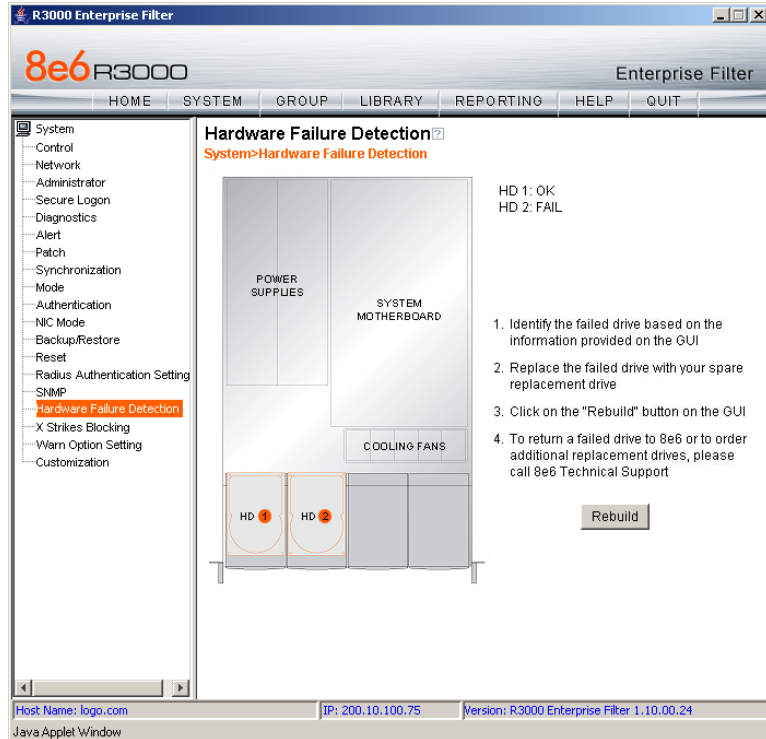 R3000 Enterprise Filter
8e6 R3000
Enterprise Filter
HOME SYSTEM GROUP LIBRARY REPORTING HELP QUIT
System
Control
Network
Administrator
Secure Logon
Diagnostics
Alert
Patch
Synchronization
Mode
Authentication
NIC Mode
Backup/Restore
Reset
Radius Authentication Setting
SNMP
Hardware Failure Detection
X Strikes Blocking
Warn Option Setting
Customization
Hardware Failure Detection ?
System>Hardware Failure Detection
POWER
SUPPLIES
SYSTEM
MOTHERBOARD
COOLING FANS
HD 1
HD 2
HD 1: OK
HD 2: FAIL
1. Identify the failed drive based on the
information provided on the GUI
2. Replace the failed drive with your spare
replacement drive
3. Click on the "Rebuild" button on the GUI
4. To return a failed drive to 8e6 or to order
additional replacement drives, please
call 8e6 Technical Support
Rebuild
Host Name: logo.com
IP: 200.10.100.75
Version: R3000 Enterprise Filter 1.10.00.24
Java Applet Window